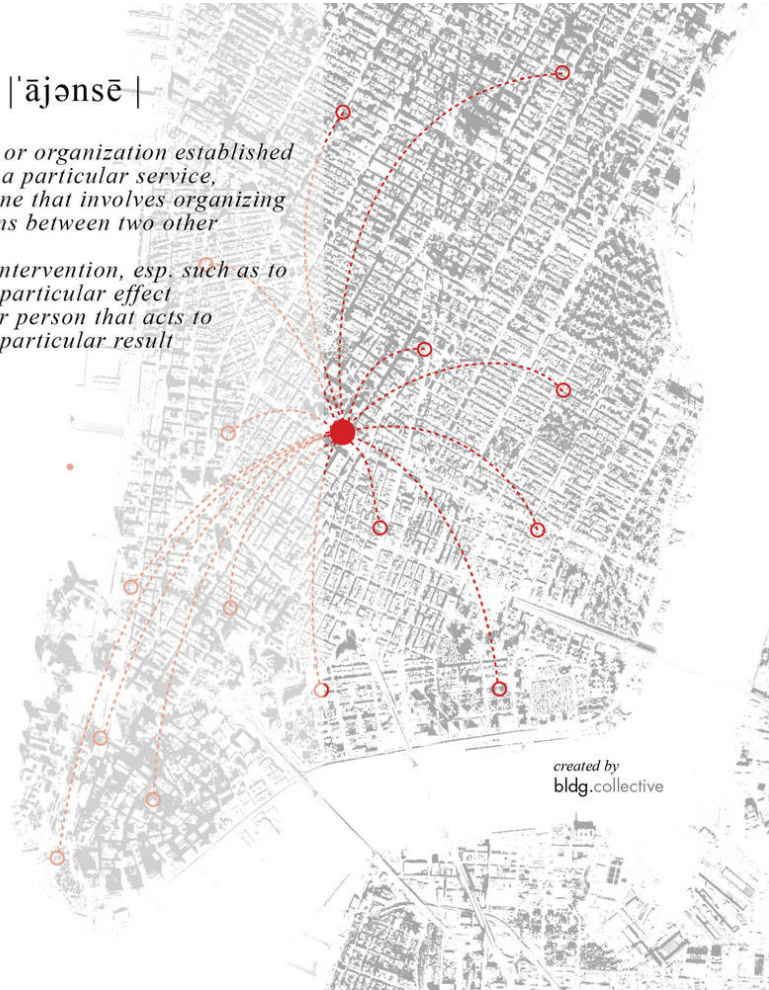 |ˈājənsē |
or organization established
a particular service,
ne that involves organizing
ns between two other
ntervention, esp. such as to
particular effect
r person that acts to
particular result
created by
bldg.collective